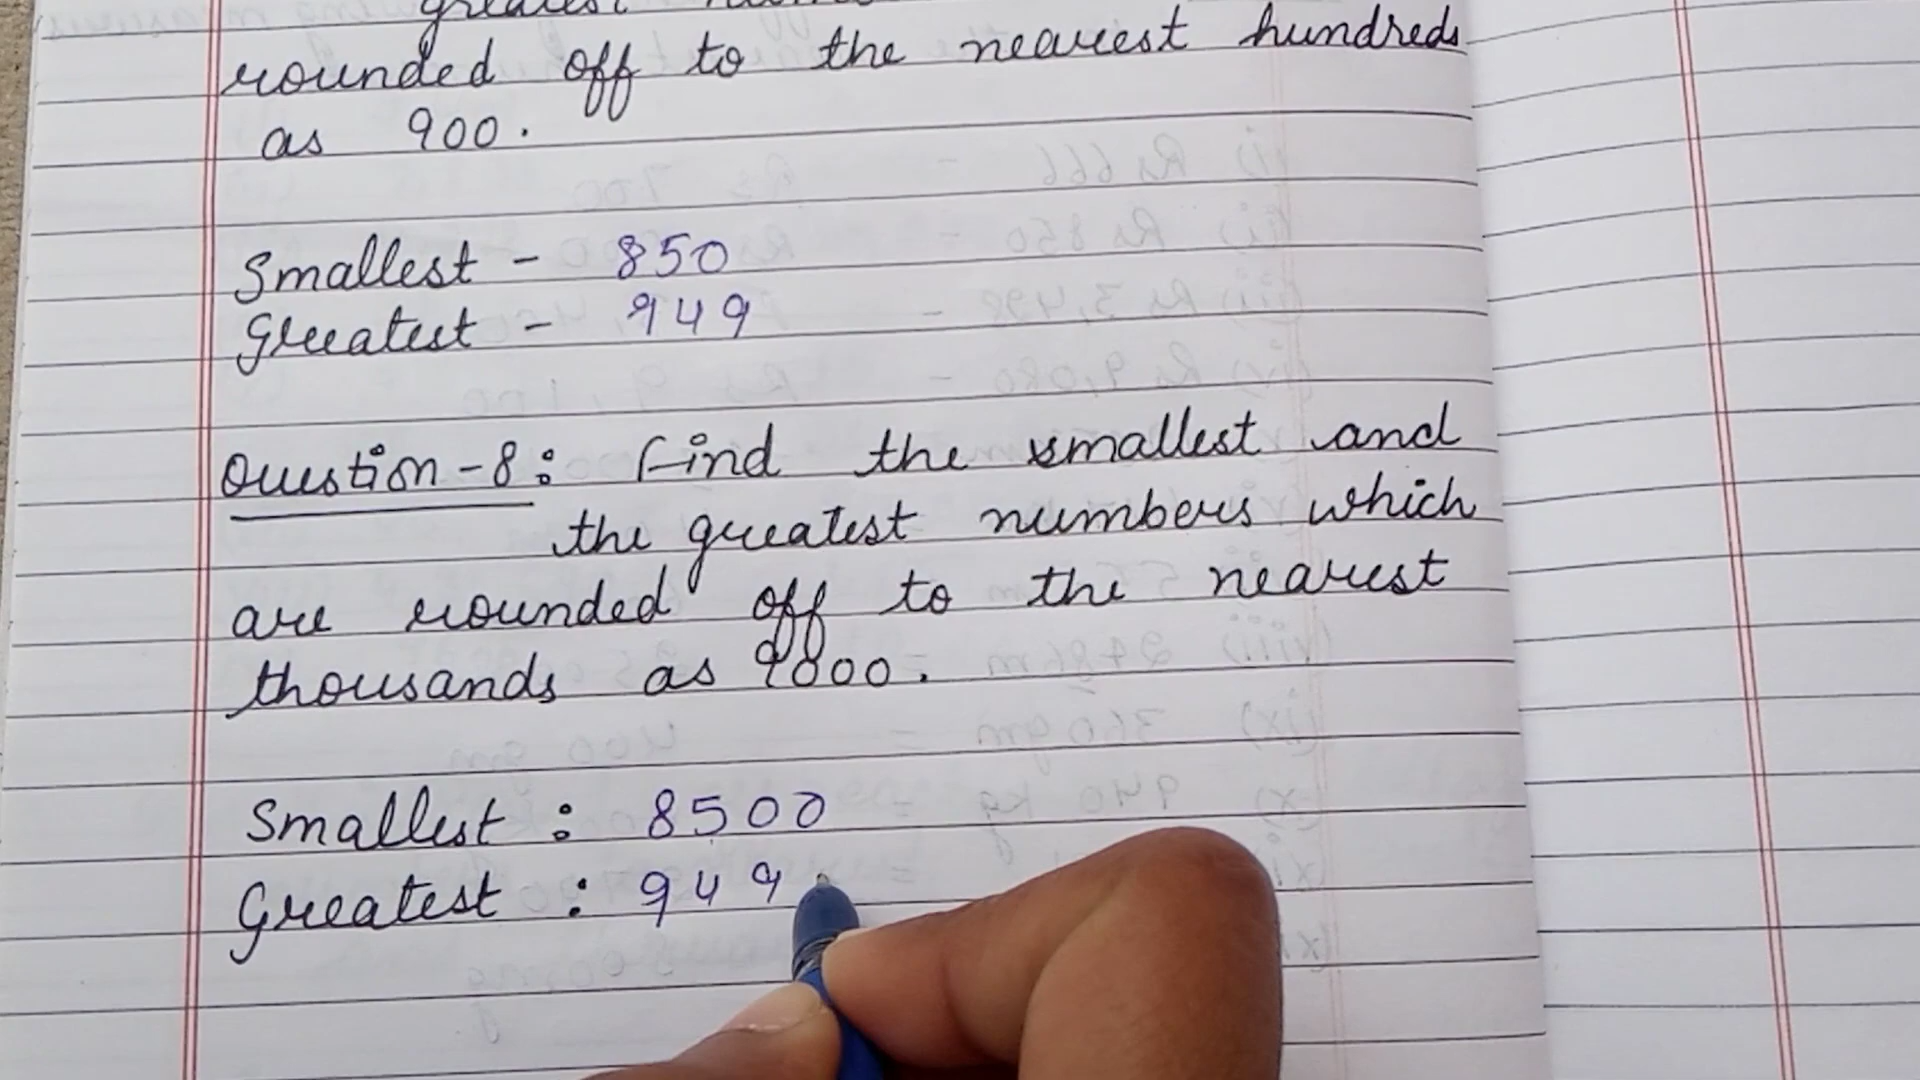 greatest
rounded off to the nearest hundreds
as 900.
Smallest - 850
Greatest - 949
Question-8: Find the smallest and
the greatest numbers which
are rounded off to the nearest
thousands as 9000.
Smallest : 8500
Greatest : 949